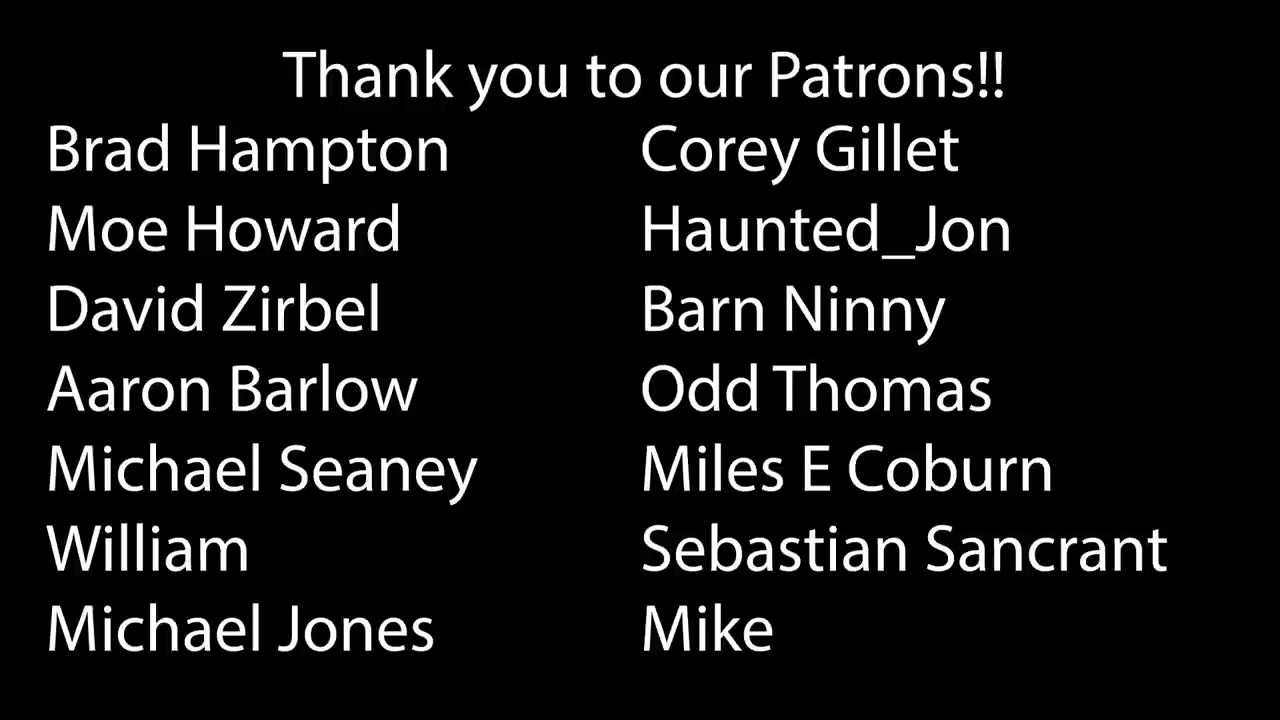 Thank you to our Patrons!!
Brad Hampton
Moe Howard
David Zirbel
Aaron Barlow
Michael Seaney
William
Michael Jones
Corey Gillet
Haunted_Jon
Barn Ninny
Odd Thomas
Miles E Coburn
Sebastian Sancrant
Mike